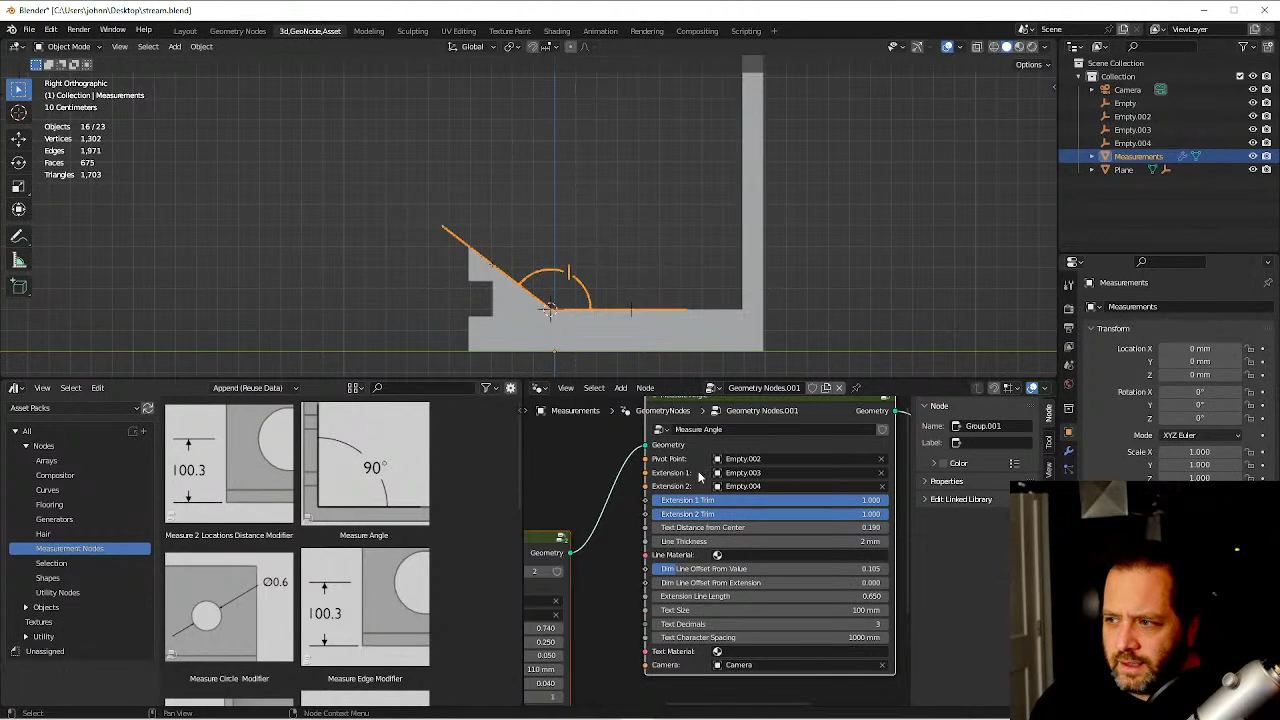 Blender* [C:\Users\johnn\Desktop\stream.blend]
File Edit Render Window Help Layout Geometry Nodes 3d,GeoNode,Asset Modeling Sculpting UV Editing Texture Paint Shading Animation Rendering Compositing Scripting Scene ViewLayer
Object Mode View Select Add Object Global
Options
Right Orthographic
(1) Collection | Measurements
10 Centimeters
Objects 16 / 23
Vertices 1,302
Edges 1,971
Faces 675
Triangles 1,703
Scene Collection
Collection
Camera
Empty
Empty.002
Empty.003
Empty.004
Measurements
Plane
Measurements
Measurements
Transform
Location X 0 mm
Y 0 mm
Z 0 mm
Rotation X 0°
Y 0°
Z 0°
Mode XYZ Euler
Scale X 1.000
Y 1.000
Z 1.000
View Select Edit Append (Reuse Data)
Asset Packs
All
Nodes
Arrays
Compositor
Curves
Flooring
Generators
Hair
Measurement Nodes
Selection
Shapes
Utility Nodes
Objects
Textures
Utility
Unassigned
100.3
Measure 2 Locations Distance Modifier
90°
Measure Angle
∅0.6
Measure Circle Modifier
100.3
Measure Edge Modifier
View Select Add Node Geometry Nodes.001
Measurements GeometryNodes Geometry Nodes.001
Geometry
2
0.740
0.250
0.050
110 mm
0.040
1
Geometry
Measure Angle
Geometry
Pivot Point: Empty.002
Extension 1: Empty.003
Extension 2: Empty.004
Extension 1 Trim 1.000
Extension 2 Trim 1.000
Text Distance from Center 0.190
Line Thickness 2 mm
Line Material:
Dim Line Offset From Value 0.105
Dim Line Offset From Extension 0.000
Extension Line Length 0.650
Text Size 100 mm
Text Decimals 3
Text Character Spacing 1000 mm
Text Material:
Camera: Camera
Node
Name: Group.001
Label:
Color
Properties
Edit Linked Library
Node
Tool
View
Select Pan View Node Context Menu